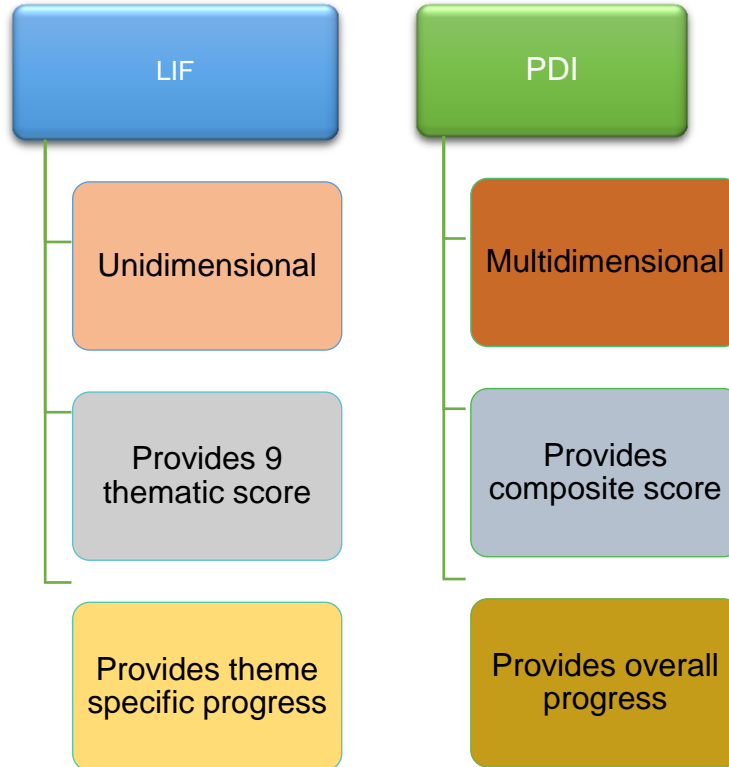 LIF
Unidimensional
Provides 9
thematic score
Provides theme
specific progress
PDI
Multidimensional
Provides
composite score
Provides overall
progress